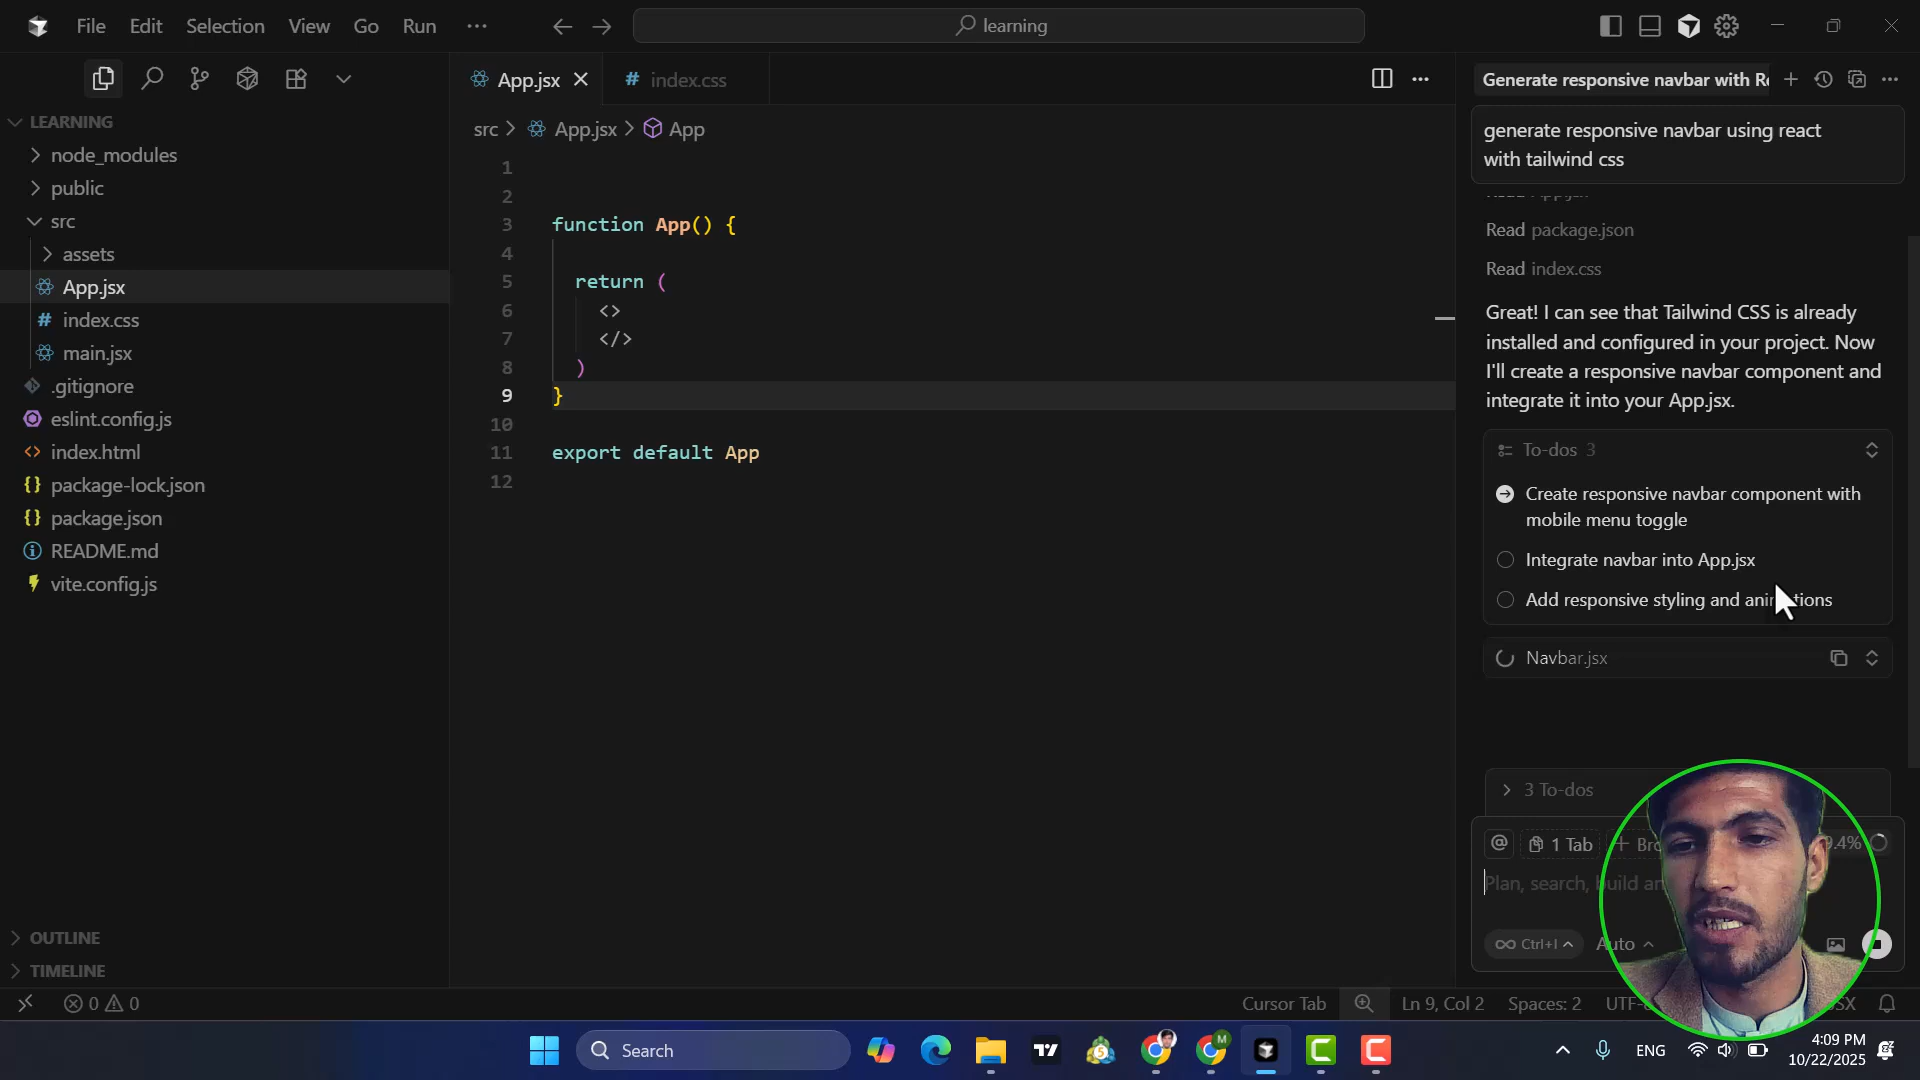 File Edit Selection View Go Run ···
learning
App.jsx
index.css
Generate responsive navbar with Re
LEARNING
node_modules
public
src
assets
App.jsx
index.css
main.jsx
.gitignore
eslint.config.js
index.html
package-lock.json
package.json
README.md
vite.config.js
OUTLINE
TIMELINE
src > App.jsx > App
1
2
3 function App() {
4
5 return (
6 <>
7 </>
8 )
9 }
10
11 export default App
12
generate responsive navbar using react
with tailwind css
Read App.jsx
Read package.json
Read index.css
Great! I can see that Tailwind CSS is already
installed and configured in your project. Now
I'll create a responsive navbar component and
integrate it into your App.jsx.
To-dos 3
Create responsive navbar component with
mobile menu toggle
Integrate navbar into App.jsx
Add responsive styling and animations
Navbar.jsx
3 To-dos
@ 1 Tab
Plan, search, build
Ctrl+I Auto
0 0
Cursor Tab Ln 9, Col 2 Spaces: 2
Search
ENG
4:09 PM
10/22/2025